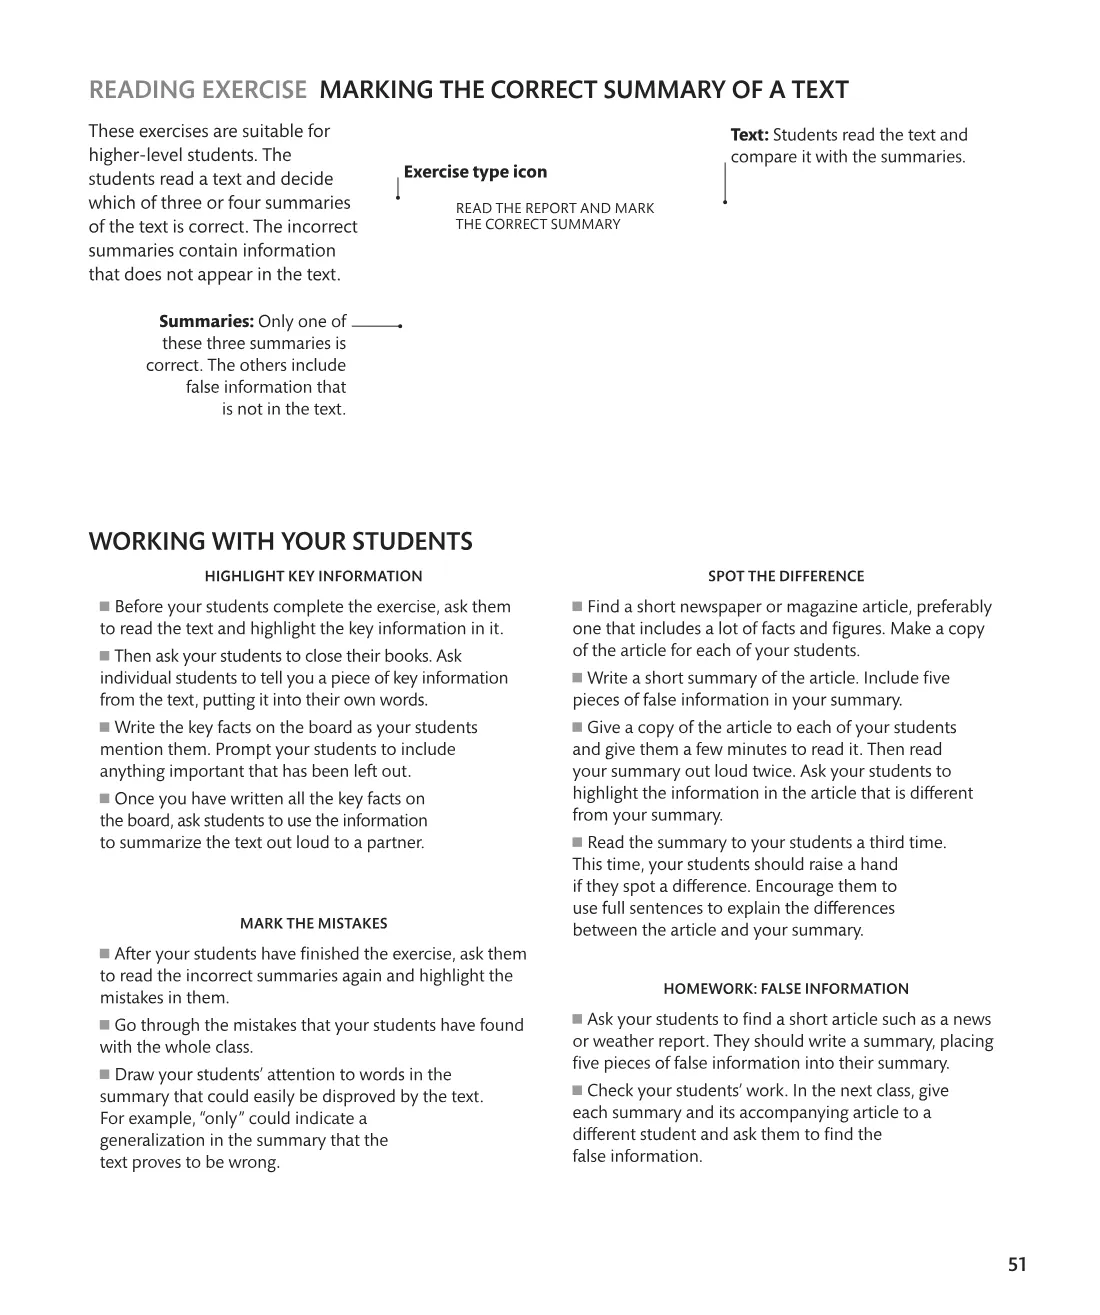 READING EXERCISE MARKING THE CORRECT SUMMARY OF A TEXT
These exercises are suitable for
higher-level students. The
students read a text and decide
which of three or four summaries
of the text is correct. The incorrect
summaries contain information
that does not appear in the text.
Exercise type icon
READ THE REPORT AND MARK
THE CORRECT SUMMARY
Text: Students read the text and
compare it with the summaries.
Summaries: Only one of
these three summaries is
correct. The others include
false information that
is not in the text.
WORKING WITH YOUR STUDENTS
HIGHLIGHT KEY INFORMATION
■ Before your students complete the exercise, ask them
to read the text and highlight the key information in it.
■ Then ask your students to close their books. Ask
individual students to tell you a piece of key information
from the text, putting it into their own words.
■ Write the key facts on the board as your students
mention them. Prompt your students to include
anything important that has been left out.
■ Once you have written all the key facts on
the board, ask students to use the information
to summarize the text out loud to a partner.
MARK THE MISTAKES
■ After your students have finished the exercise, ask them
to read the incorrect summaries again and highlight the
mistakes in them.
■ Go through the mistakes that your students have found
with the whole class.
■ Draw your students’ attention to words in the
summary that could easily be disproved by the text.
For example, “only” could indicate a
generalization in the summary that the
text proves to be wrong.
SPOT THE DIFFERENCE
■ Find a short newspaper or magazine article, preferably
one that includes a lot of facts and figures. Make a copy
of the article for each of your students.
■ Write a short summary of the article. Include five
pieces of false information in your summary.
■ Give a copy of the article to each of your students
and give them a few minutes to read it. Then read
your summary out loud twice. Ask your students to
highlight the information in the article that is different
from your summary.
■ Read the summary to your students a third time.
This time, your students should raise a hand
if they spot a difference. Encourage them to
use full sentences to explain the differences
between the article and your summary.
HOMEWORK: FALSE INFORMATION
■ Ask your students to find a short article such as a news
or weather report. They should write a summary, placing
five pieces of false information into their summary.
■ Check your students’ work. In the next class, give
each summary and its accompanying article to a
different student and ask them to find the
false information.
51